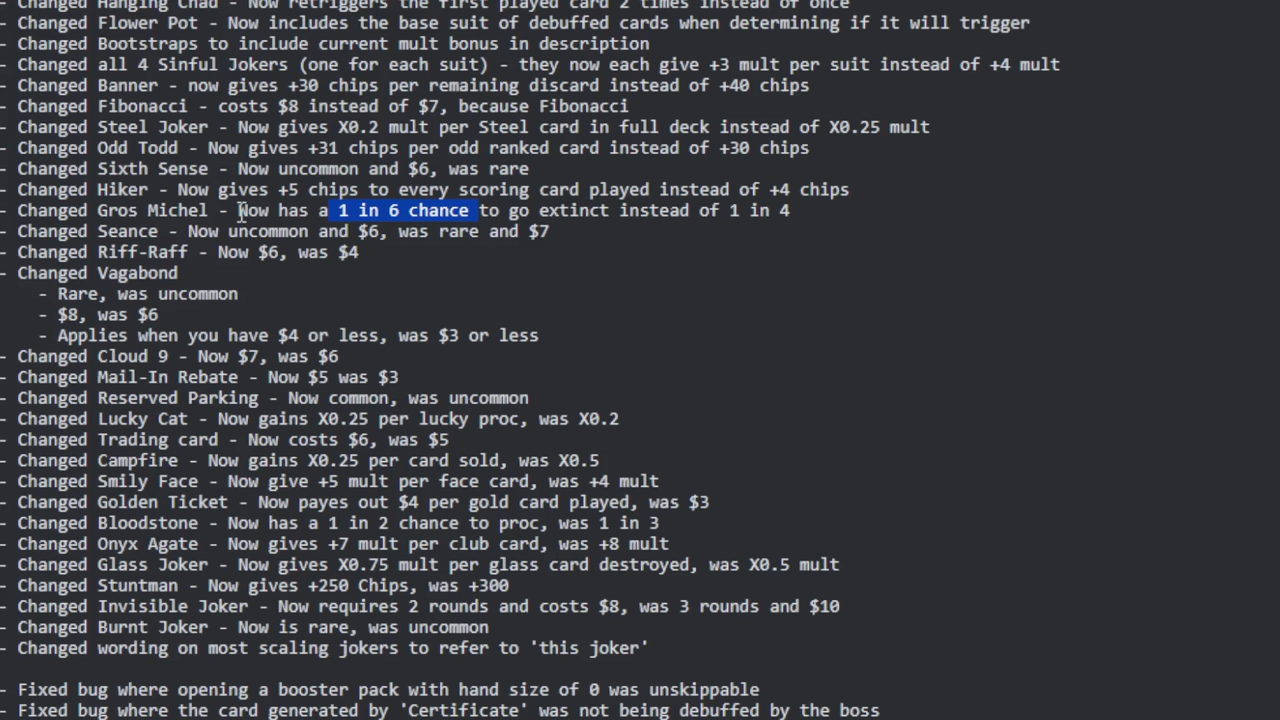 - Changed Hanging Chad - Now retriggers the first played card 2 times instead of once
- Changed Flower Pot - Now includes the base suit of debuffed cards when determining if it will trigger
- Changed Bootstraps to include current mult bonus in description
- Changed all 4 Sinful Jokers (one for each suit) - they now each give +3 mult per suit instead of +4 mult
- Changed Banner - now gives +30 chips per remaining discard instead of +40 chips
- Changed Fibonacci - costs $8 instead of $7, because Fibonacci
- Changed Steel Joker - Now gives X0.2 mult per Steel card in full deck instead of X0.25 mult
- Changed Odd Todd - Now gives +31 chips per odd ranked card instead of +30 chips
- Changed Sixth Sense - Now uncommon and $6, was rare
- Changed Hiker - Now gives +5 chips to every scoring card played instead of +4 chips
- Changed Gros Michel - Now has a 1 in 6 chance to go extinct instead of 1 in 4
- Changed Seance - Now uncommon and $6, was rare and $7
- Changed Riff-Raff - Now $6, was $4
- Changed Vagabond
- Rare, was uncommon
- $8, was $6
- Applies when you have $4 or less, was $3 or less
- Changed Cloud 9 - Now $7, was $6
- Changed Mail-In Rebate - Now $5 was $3
- Changed Reserved Parking - Now common, was uncommon
- Changed Lucky Cat - Now gains X0.25 per lucky proc, was X0.2
- Changed Trading card - Now costs $6, was $5
- Changed Campfire - Now gains X0.25 per card sold, was X0.5
- Changed Smily Face - Now give +5 mult per face card, was +4 mult
- Changed Golden Ticket - Now payes out $4 per gold card played, was $3
- Changed Bloodstone - Now has a 1 in 2 chance to proc, was 1 in 3
- Changed Onyx Agate - Now gives +7 mult per club card, was +8 mult
- Changed Glass Joker - Now gives X0.75 mult per glass card destroyed, was X0.5 mult
- Changed Stuntman - Now gives +250 Chips, was +300
- Changed Invisible Joker - Now requires 2 rounds and costs $8, was 3 rounds and $10
- Changed Burnt Joker - Now is rare, was uncommon
- Changed wording on most scaling jokers to refer to 'this joker'
- Fixed bug where opening a booster pack with hand size of 0 was unskippable
- Fixed bug where the card generated by 'Certificate' was not being debuffed by the boss